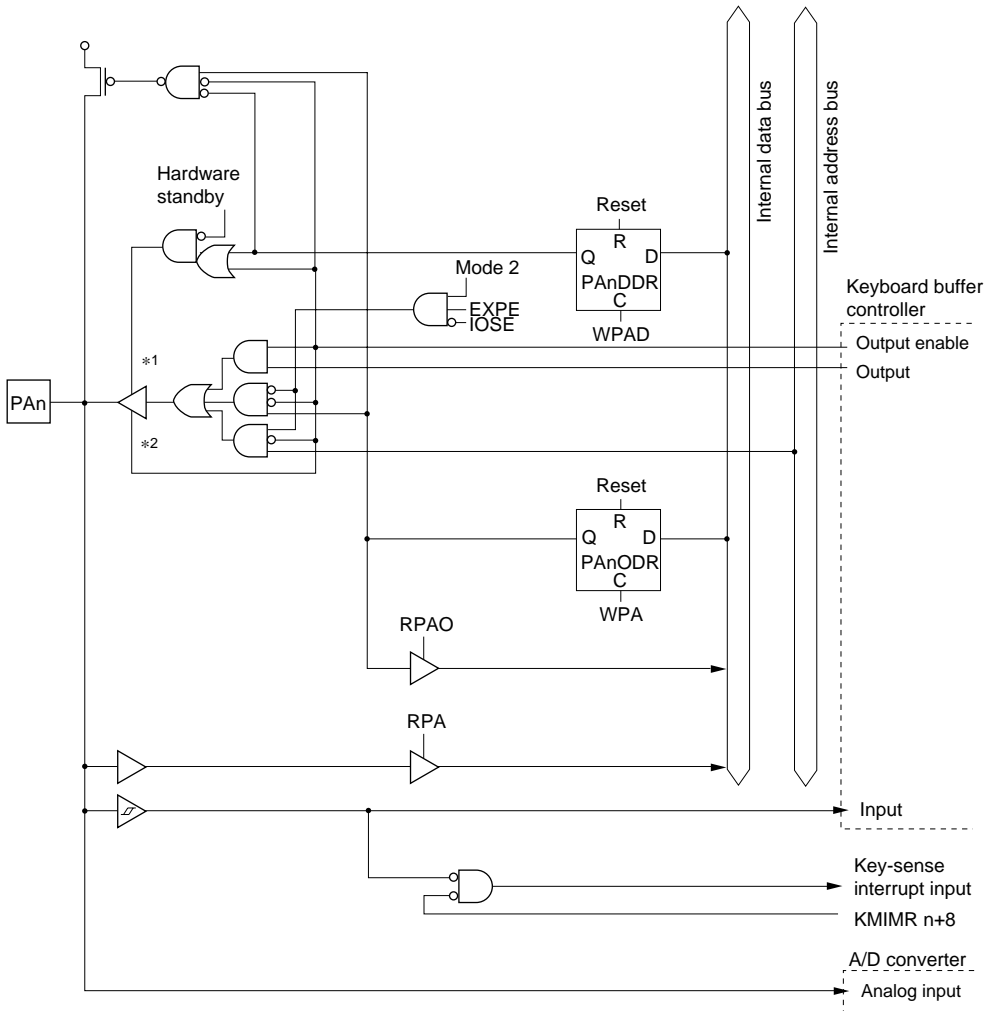 Internal data bus
Internal address bus
Hardware
standby
Reset
R
Q
D
PAnDDR
C
WPAD
Mode 2
EXPE
IOSE
Keyboard buffer
controller
Output enable
Output
*1
PAn
*2
Reset
R
Q
D
PAnODR
C
WPA
RPAO
RPA
Input
Key-sense
interrupt input
KMIMR n+8
A/D converter
Analog input